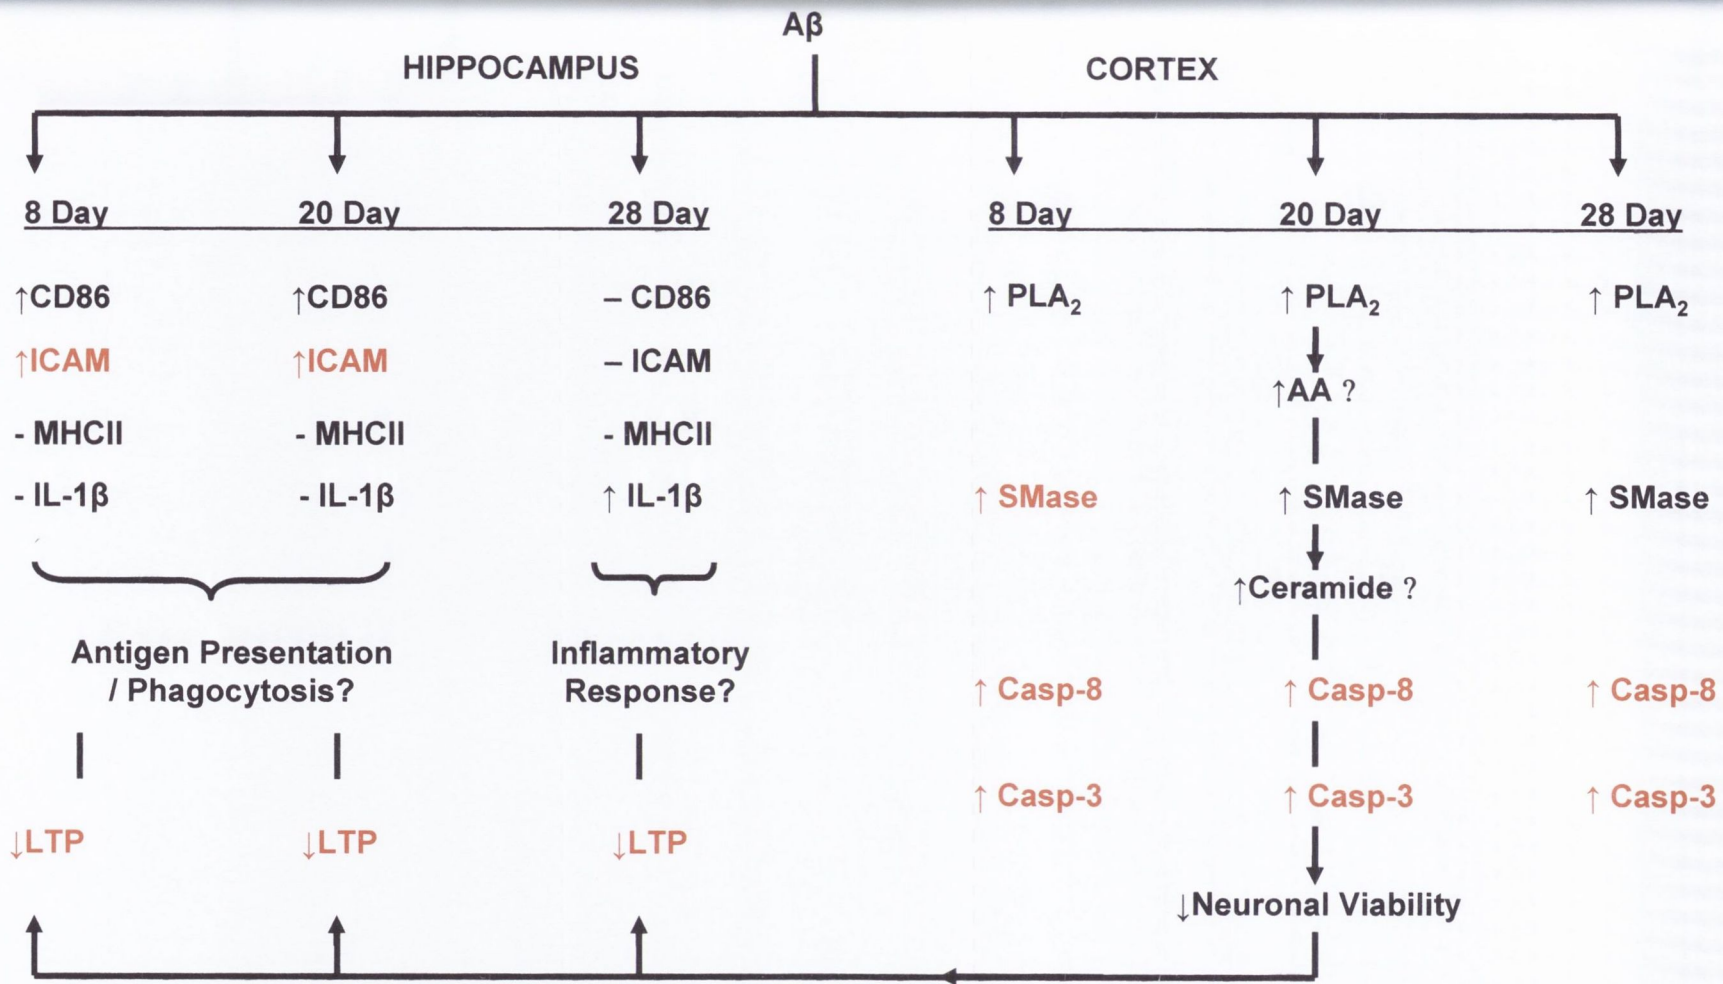 Aβ
HIPPOCAMPUS
CORTEX
8 Day
20 Day
28 Day
8 Day
20 Day
28 Day
↑CD86
↑CD86
– CD86
↑ PLA₂
↑ PLA₂
↑ PLA₂
↑ICAM
↑ICAM
– ICAM
↑AA ?
- MHCII
- MHCII
- MHCII
- IL-1β
- IL-1β
↑ IL-1β
↑ SMase
↑ SMase
↑ SMase
↑Ceramide ?
Antigen Presentation
/ Phagocytosis?
Inflammatory
Response?
↑ Casp-8
↑ Casp-8
↑ Casp-8
↑ Casp-3
↑ Casp-3
↑ Casp-3
↓LTP
↓LTP
↓LTP
↓Neuronal Viability